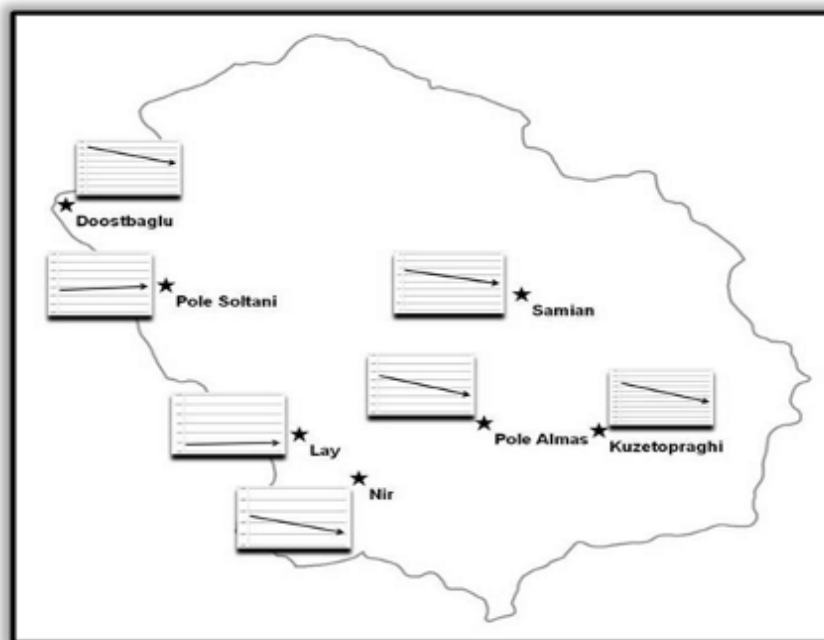 Doostbaglu
Pole Soltani
Samian
Pole Almas
Kuzetopraghi
Lay
Nir